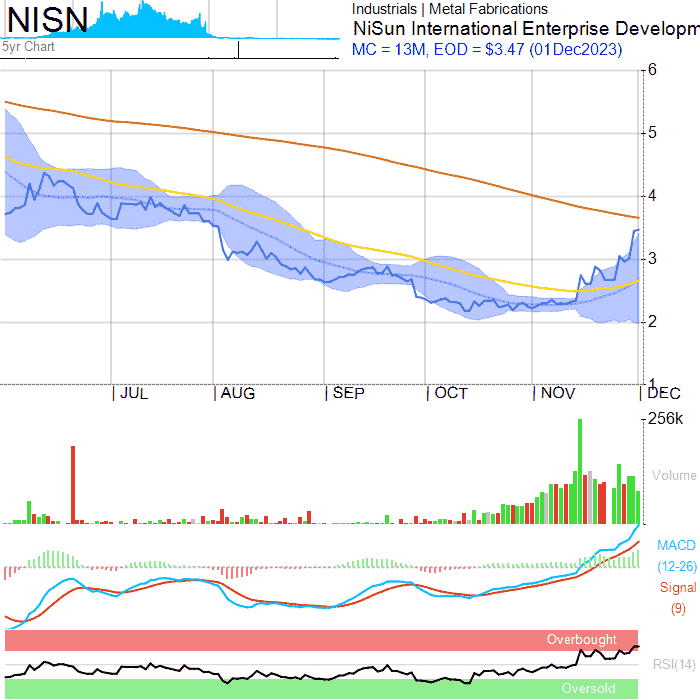 NISN
5yr Chart
Industrials | Metal Fabrications
NiSun International Enterprise Developm
MC = 13M, EOD = $3.47 (01Dec2023)
6
5
4
3
2
1
JUL
AUG
SEP
OCT
NOV
DEC
256k
Volume
MACD
(12-26)
Signal
(9)
Overbought
RSI(14)
Oversold